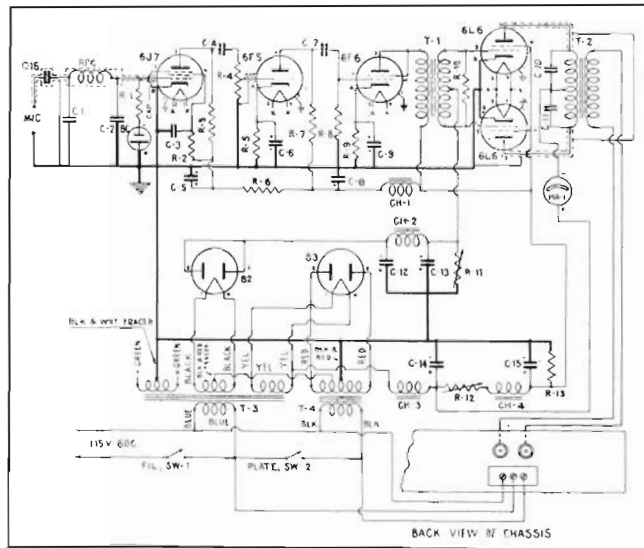 6J7
C-4
6F5
C-7
6F6
T-1
6L6
T-2
C-16
RFC
R-4
R-10
C-10
R-1
MIC
C-1
C-2
C-3
R-2
R-3
R-5
C-6
R-7
R-8
R-9
C-9
6L6
C-5
R-6
C-8
CH-1
MA-1
CH-2
82
83
C-12
C-13
R-11
BLK & WHT TRACER
GREEN
GREEN
BLACK
BLACK
YEL
YEL
RED
RED
C-14
C-15
R-13
T-3
T-4
CH-3
R-12
CH-4
BLUE
BLUE
BLK
BLK
115V 60C
FIL. SW-1
PLATE, SW-2
BACK VIEW OF CHASSIS